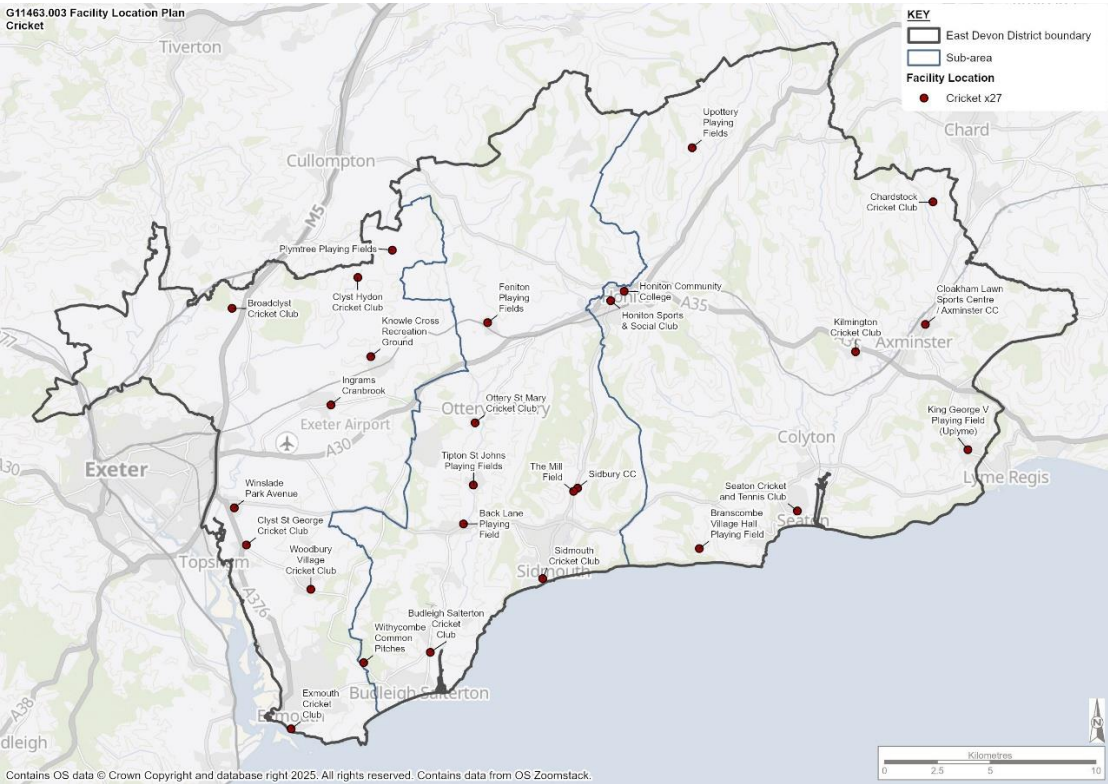 G11463.003 Facility Location Plan
Cricket
KEY
East Devon District boundary
Sub-area
Facility Location
Cricket x27
Tiverton
Cullompton
M5
Chard
Upottery
Playing
Fields
Chardstock
Cricket Club
Plymtree Playing Fields
Clyst Hydon
Cricket Club
Broadclyst
Cricket Club
Knowle Cross
Recreation
Ground
Feniton
Playing
Fields
Honiton Community
College
Honiton Sports
& Social Club
A35
Cloakham Lawn
Sports Centre
/ Axminster CC
Kilmington
Cricket Club
Axminster
Ingrams
Cranbrook
Exeter Airport
A30
A30
Exeter
Ottery St Mary
Cricket Club
Tipton St Johns
Playing Fields
The Mill
Field
Sidbury CC
Back Lane
Playing
Field
King George V
Playing Field
(Uplyme)
Colyton
Lyme Regis
Seaton Cricket
and Tennis Club
Seaton
Branscombe
Village Hall
Playing Field
Winslade
Park Avenue
Clyst St George
Cricket Club
Topsham
Woodbury
Village
Cricket Club
A376
Sidmouth
Cricket Club
Sidmouth
Budleigh Salterton
Cricket
Club
Withycombe
Common
Pitches
Budleigh Salterton
Exmouth
Cricket
Club
Exmouth
A38
dleigh
N
Kilometres
0 2.5 5 10
Contains OS data © Crown Copyright and database right 2025. All rights reserved. Contains data from OS Zoomstack.